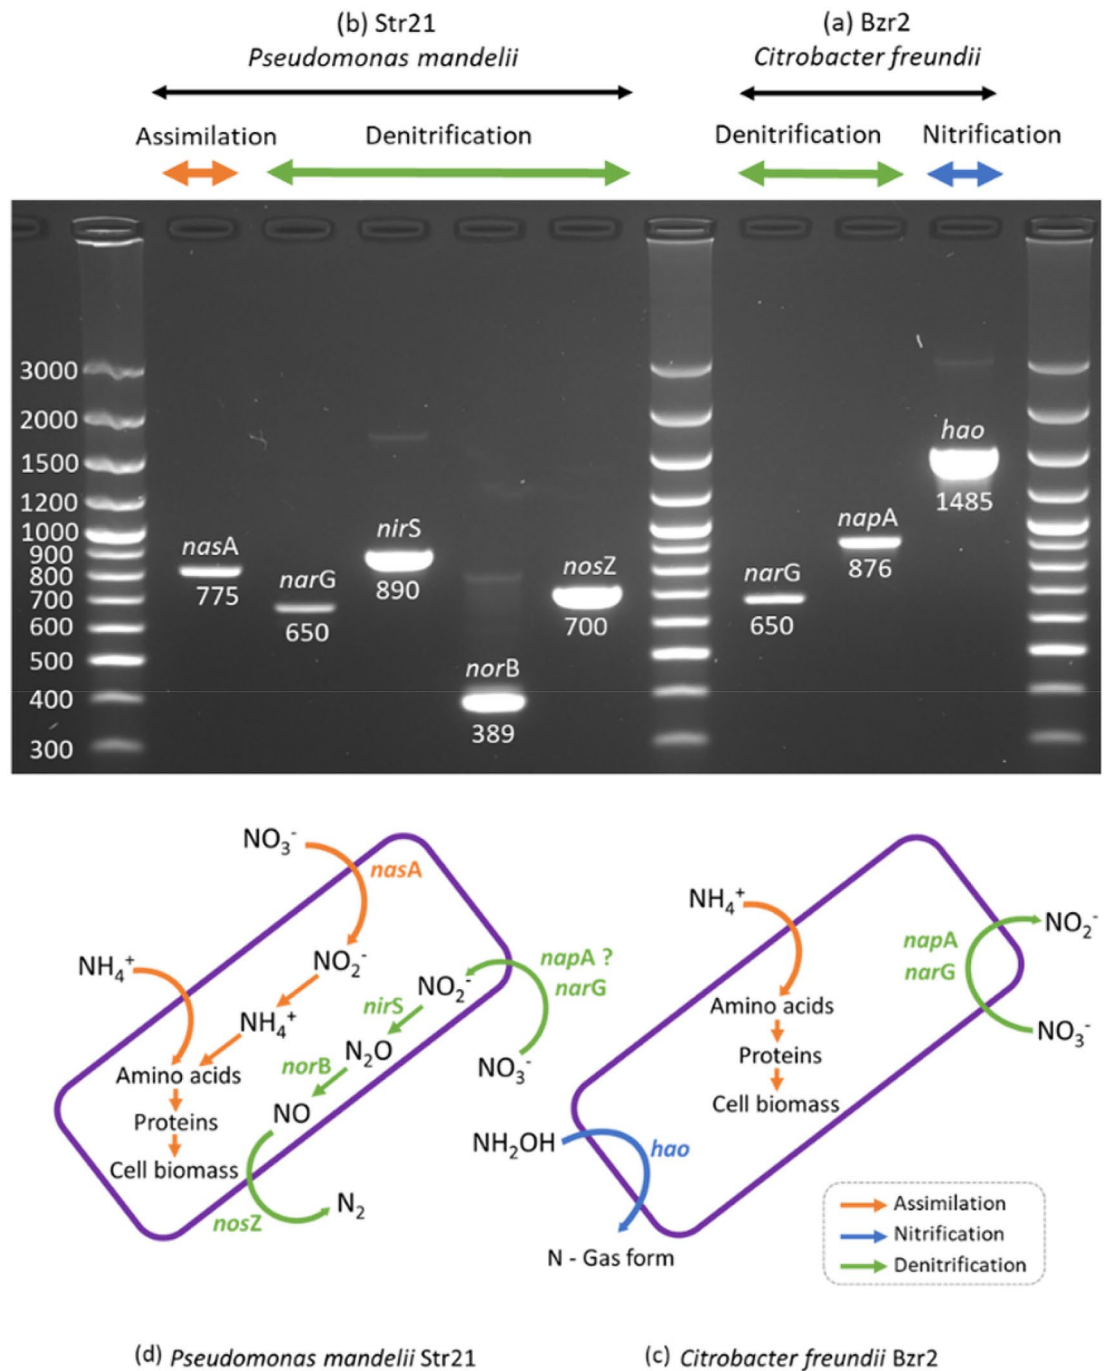 (b) Str21
Pseudomonas mandelii
(a) Bzr2
Citrobacter freundii
Assimilation
Denitrification
Denitrification
Nitrification
3000
2000
1500
1200
1000
900
800
700
600
500
400
300
nasA
775
narG
650
nirS
890
norB
389
nosZ
700
narG
650
napA
876
hao
1485
NO₃⁻
nasA
NH₄⁺
NO₂⁻
NH₄⁺
Amino acids
Proteins
Cell biomass
napA ?
narG
NO₃⁻
NO₂⁻
nirS
N₂O
norB
NO
nosZ
N₂
NH₄⁺
Amino acids
Proteins
Cell biomass
napA
narG
NO₂⁻
NO₃⁻
NH₂OH
hao
N - Gas form
Assimilation
Nitrification
Denitrification
(d) Pseudomonas mandelii Str21
(c) Citrobacter freundii Bzr2